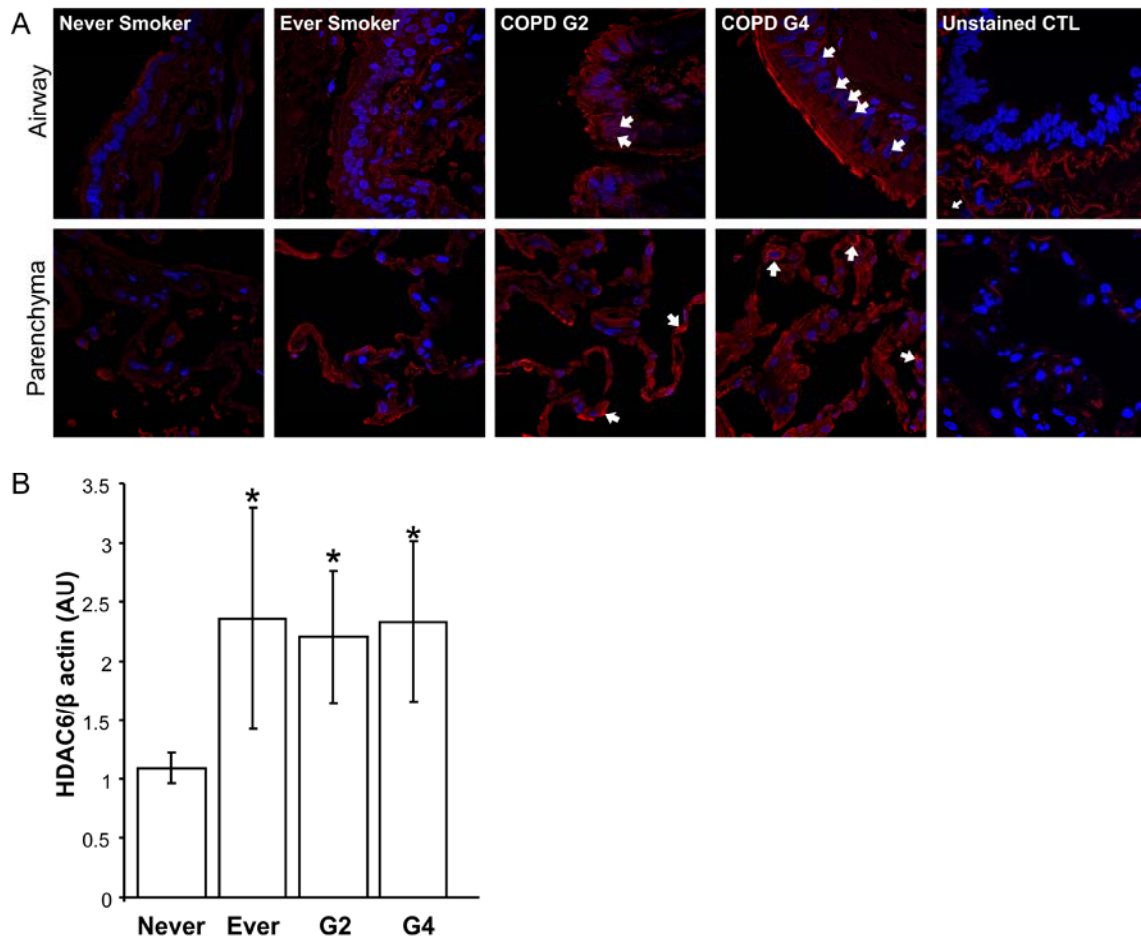 A
Never Smoker
Ever Smoker
COPD G2
COPD G4
Unstained CTL
Airway
Parenchyma
B
HDAC6/β actin (AU)
3.5
3
2.5
2
1.5
1
0.5
0
*
*
*
Never
Ever
G2
G4